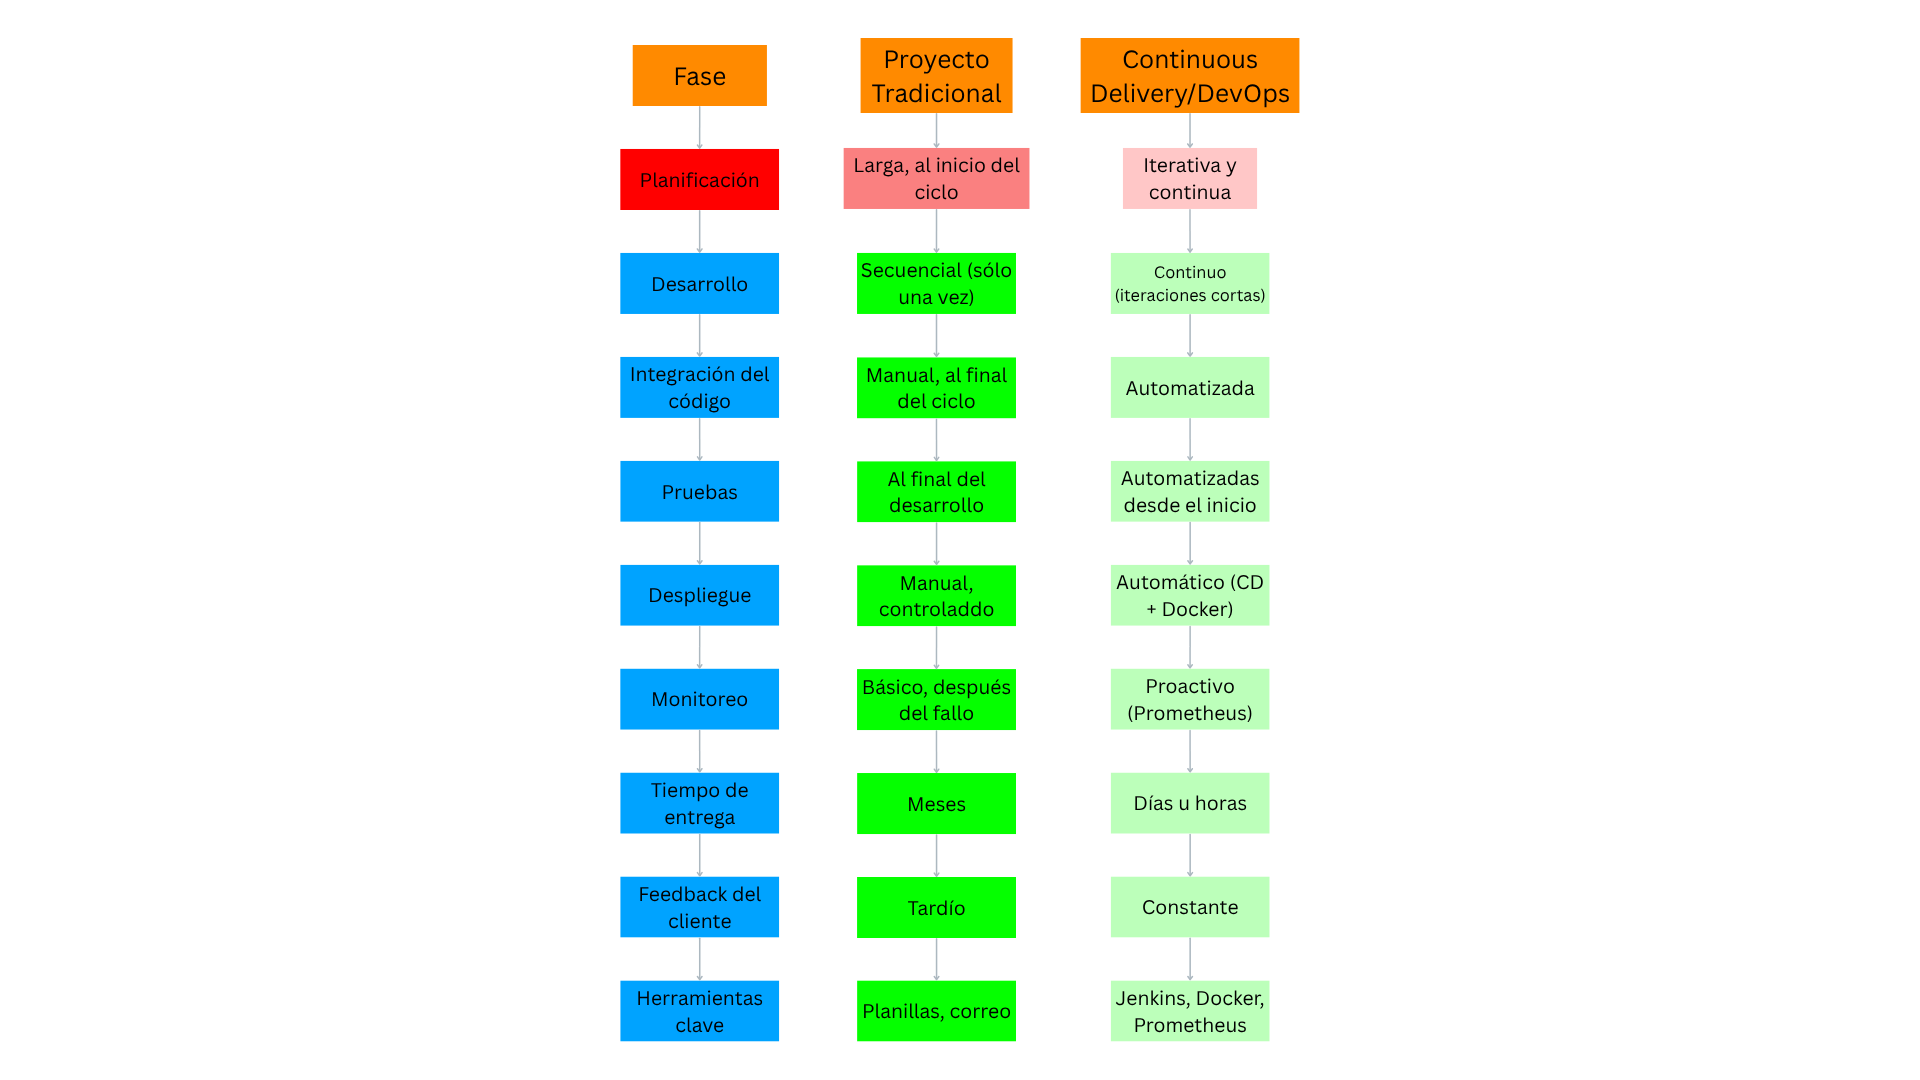 Fase
Proyecto
Tradicional
Continuous
Delivery/DevOps
Planificación
Larga, al inicio del
ciclo
Iterativa y
continua
Desarrollo
Secuencial (sólo
una vez)
Continuo
(iteraciones cortas)
Integración del
código
Manual, al final
del ciclo
Automatizada
Pruebas
Al final del
desarrollo
Automatizadas
desde el inicio
Despliegue
Manual,
controladdo
Automático (CD
+ Docker)
Monitoreo
Básico, después
del fallo
Proactivo
(Prometheus)
Tiempo de
entrega
Meses
Días u horas
Feedback del
cliente
Tardío
Constante
Herramientas
clave
Planillas, correo
Jenkins, Docker,
Prometheus